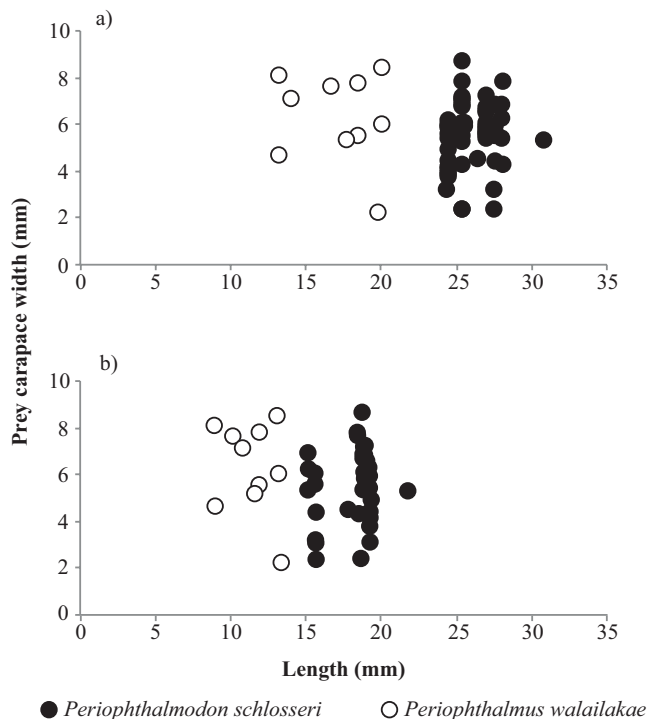 a)
10
8
6
4
2
0
0 5 10 15 20 25 30 35
Prey carapace width (mm)
b)
10
8
6
4
2
0
0 5 10 15 20 25 30 35
Length (mm)
Periophthalmodon schlosseri Periophthalmus walailakae